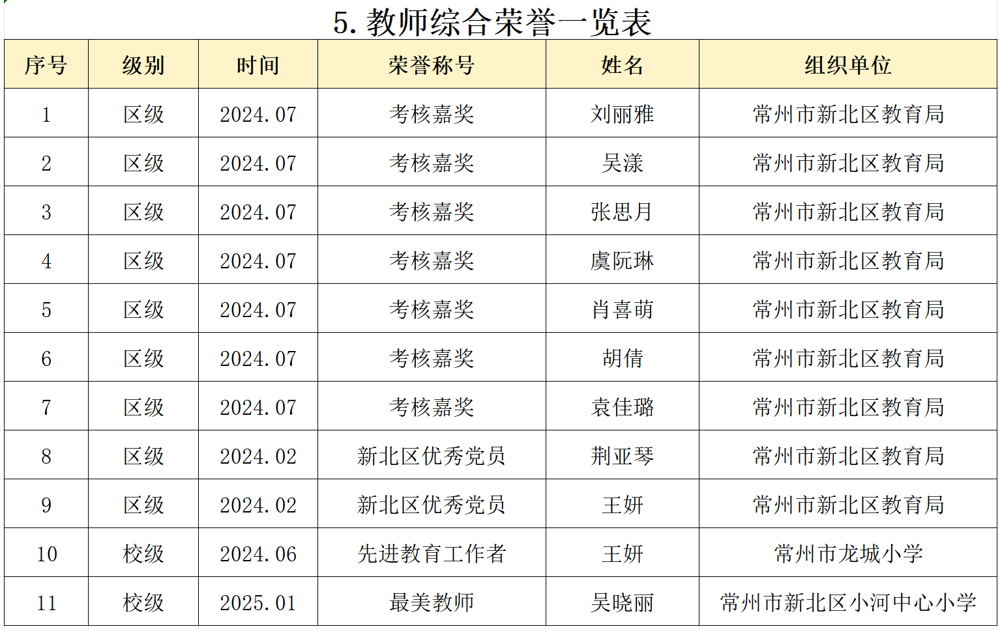 5.教师综合荣誉一览表
序号 级别 时间 荣誉称号 姓名 组织单位
1 区级 2024.07 考核嘉奖 刘丽雅 常州市新北区教育局
2 区级 2024.07 考核嘉奖 吴漾 常州市新北区教育局
3 区级 2024.07 考核嘉奖 张思月 常州市新北区教育局
4 区级 2024.07 考核嘉奖 虞阮琳 常州市新北区教育局
5 区级 2024.07 考核嘉奖 肖喜萌 常州市新北区教育局
6 区级 2024.07 考核嘉奖 胡倩 常州市新北区教育局
7 区级 2024.07 考核嘉奖 袁佳璐 常州市新北区教育局
8 区级 2024.02 新北区优秀党员 荆亚琴 常州市新北区教育局
9 区级 2024.02 新北区优秀党员 王妍 常州市新北区教育局
10 校级 2024.06 先进教育工作者 王妍 常州市龙城小学
11 校级 2025.01 最美教师 吴晓丽 常州市新北区小河中心小学